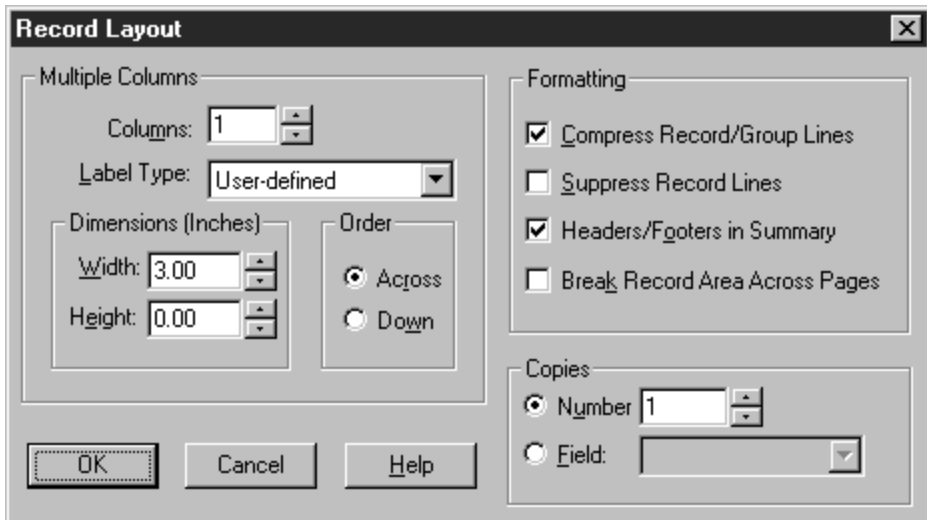 Record Layout
Multiple Columns
Columns: 1
Label Type: User-defined
Dimensions (Inches)
Width: 3.00
Height: 0.00
Order
Across
Down
Formatting
Compress Record/Group Lines
Suppress Record Lines
Headers/Footers in Summary
Break Record Area Across Pages
Copies
Number 1
Field:
OK Cancel Help